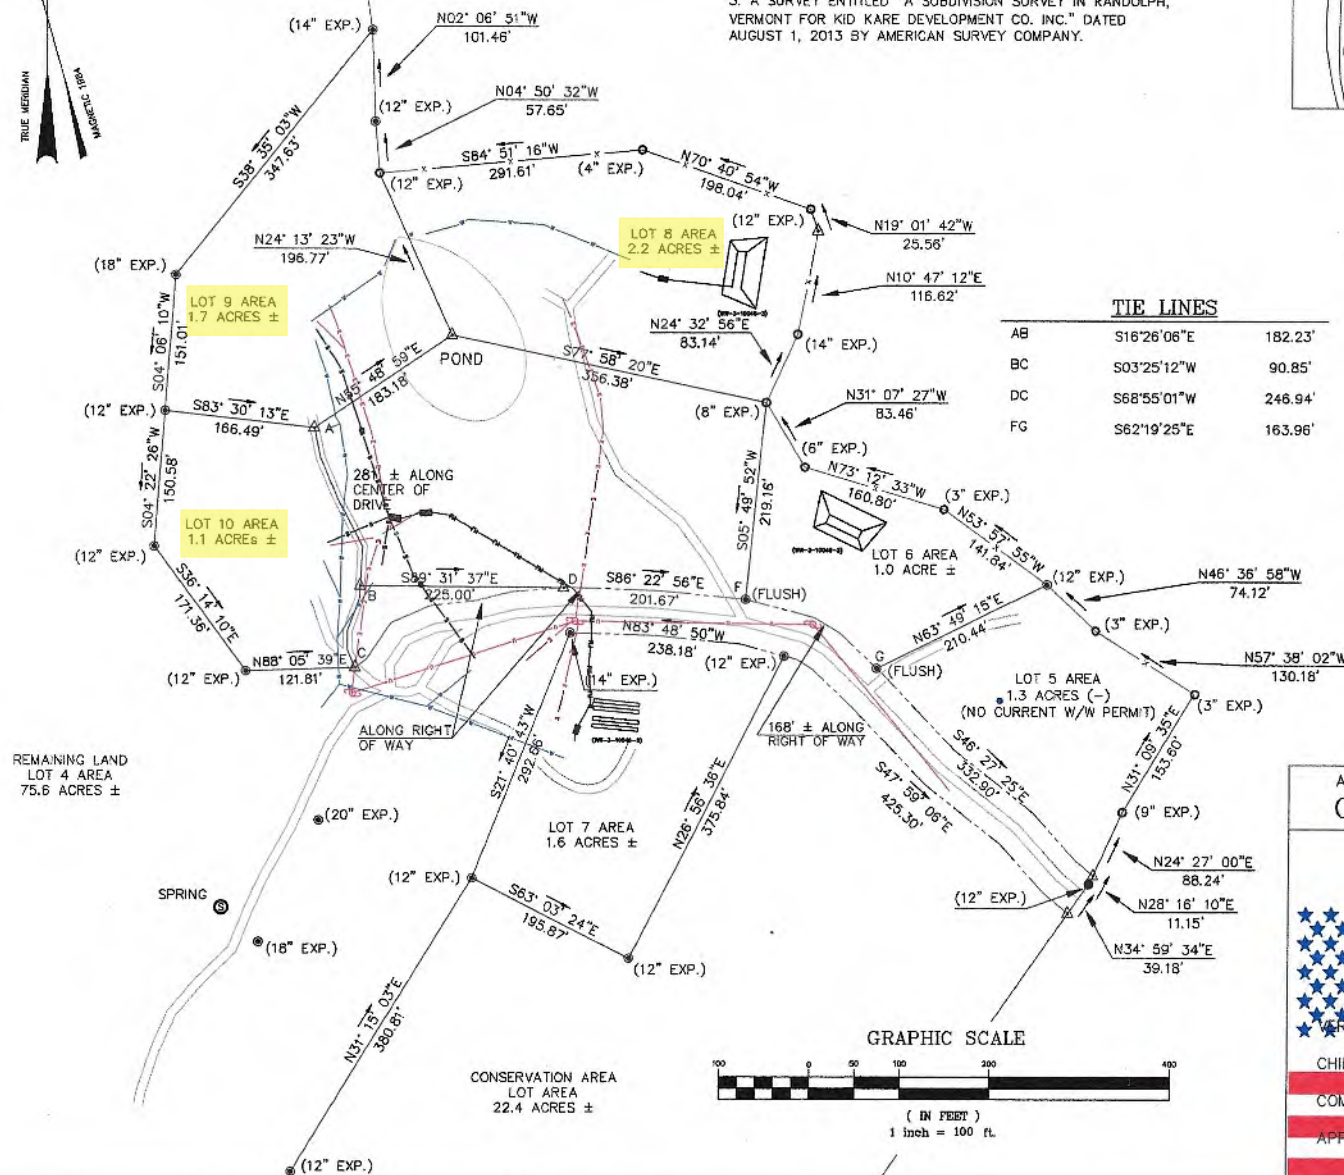 3. A SURVEY ENTITLED "A SUBDIVISION SURVEY IN RANDOLPH,
VERMONT FOR KID KARE DEVELOPMENT CO. INC." DATED
AUGUST 1, 2013 BY AMERICAN SURVEY COMPANY.
TRUE MERIDIAN
MAGNETIC 1984
(14" EXP.)
N02° 06' 51"W
101.46'
(12" EXP.)
N04° 50' 32"W
57.65'
S38° 35' 03"W
347.63'
S84° 51' 16"W
291.61'
(12" EXP.)
(4" EXP.)
N70° 40' 54"W
198.04'
(12" EXP.)
N19° 01' 42"W
25.56'
N24° 13' 23"W
196.77'
LOT 8 AREA
2.2 ACRES ±
(18" EXP.)
N10° 47' 12"E
116.62'
LOT 9 AREA
1.7 ACRES ±
S04° 06' 10"W
151.01'
N24° 32' 56"E
83.14'
(14" EXP.)
TIE LINES
AB S16°26'06"E 182.23'
BC S03°25'12"W 90.85'
DC S68°55'01"W 246.94'
FG S62°19'25"E 163.96'
POND
N55° 48' 59"E
183.18'
S77° 58' 20"E
356.38'
(8" EXP.)
N31° 07' 27"W
83.46'
(12" EXP.)
S83° 30' 13"E
166.49'
A
(6" EXP.)
N73° 12' 33"W
160.80'
(3" EXP.)
S04° 22' 26"W
150.58'
281' ± ALONG
CENTER OF
DRIVE
S05° 49' 52"W
219.16'
N53° 57' 55"W
141.84'
LOT 10 AREA
1.1 ACREs ±
LOT 6 AREA
1.0 ACRE ±
(12" EXP.)
(12" EXP.)
N46° 36' 58"W
74.12'
S36° 14' 10"E
171.36'
B
S89° 31' 37"E
225.00'
D
S86° 22' 56"E
201.67'
F
(FLUSH)
N63° 49' 15"E
210.44'
(3" EXP.)
N83° 48' 50"W
238.18'
(12" EXP.)
G
(FLUSH)
N57° 38' 02"W
130.18'
N88° 05' 39"E
121.81'
C
(12" EXP.)
(14" EXP.)
LOT 5 AREA
1.3 ACRES (-)
(NO CURRENT W/W PERMIT)
(3" EXP.)
ALONG RIGHT
OF WAY
168' ± ALONG
RIGHT OF WAY
S21° 40' 43"W
292.66'
S46° 27' 25"E
332.90'
N31° 09' 35"E
153.60'
REMAINING LAND
LOT 4 AREA
75.6 ACRES ±
S47° 59' 06"E
425.30'
N26° 56' 36"E
375.84'
(20" EXP.)
LOT 7 AREA
1.6 ACRES ±
(9" EXP.)
N24° 27' 00"E
88.24'
(12" EXP.)
S63° 03' 24"E
195.87'
(12" EXP.)
N28° 16' 10"E
11.15'
SPRING
S
(18" EXP.)
(12" EXP.)
N34° 59' 34"E
39.18'
N31° 15' 03"E
380.81'
GRAPHIC SCALE
100 0 50 100 200 400
( IN FEET )
1 inch = 100 ft.
CONSERVATION AREA
LOT AREA
22.4 ACRES ±
(12" EXP.)
CHI
COM